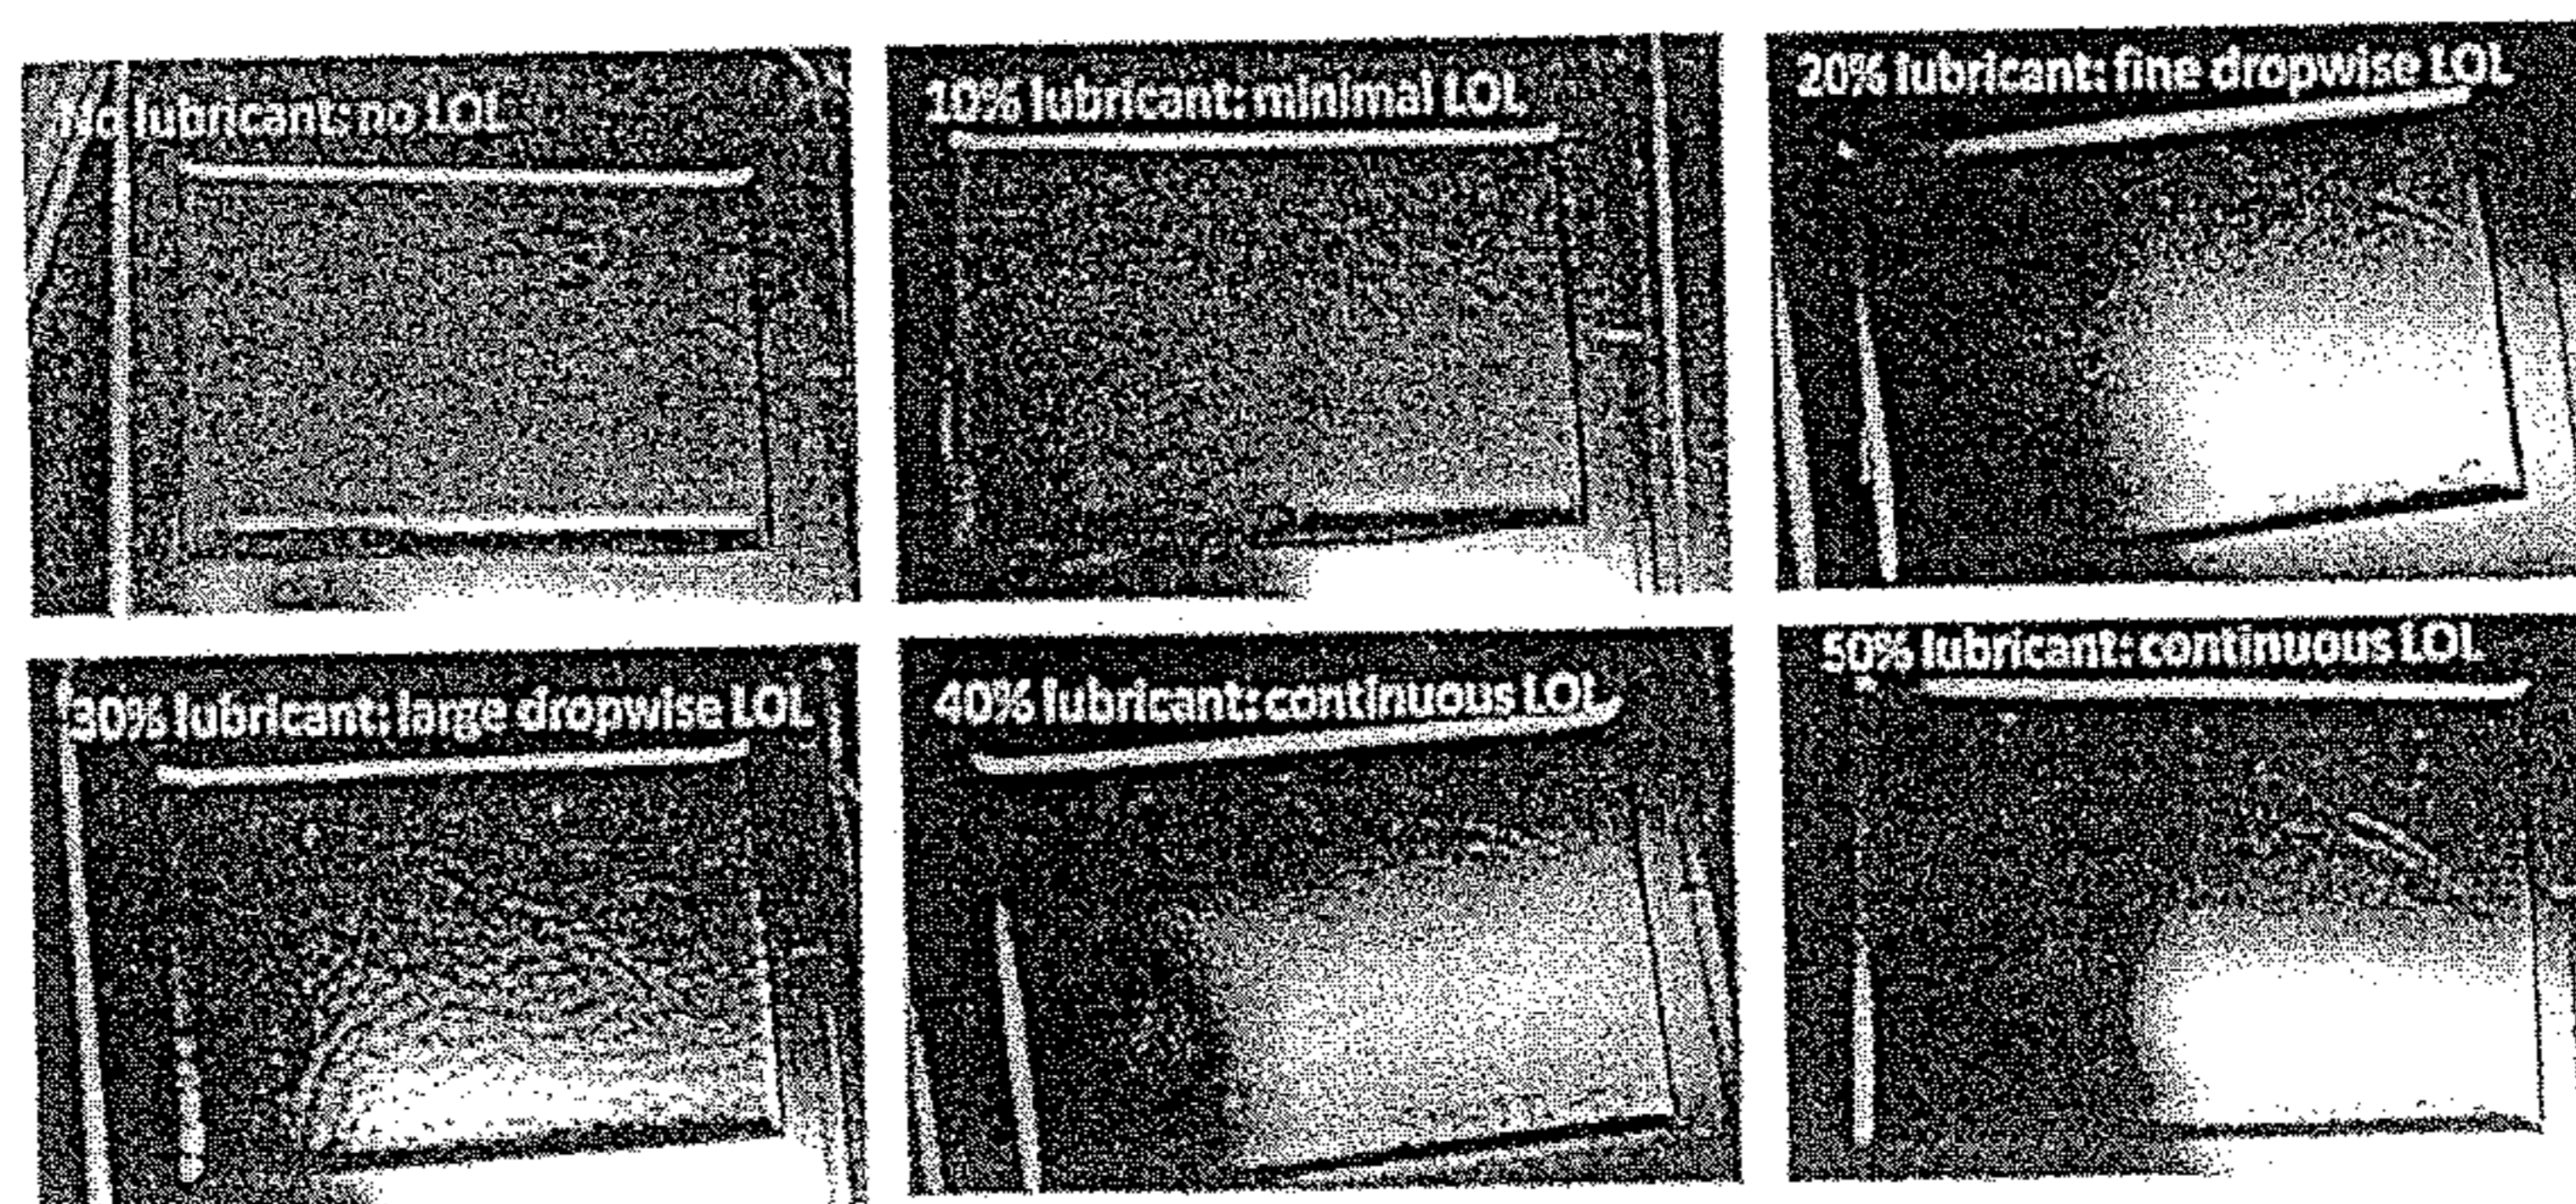 No lubricant: no LOL
10% lubricant: minimal LOL
20% lubricant: fine dropwise LOL
30% lubricant: large dropwise LOL
40% lubricant: continuous LOL
50% lubricant: continuous LOL